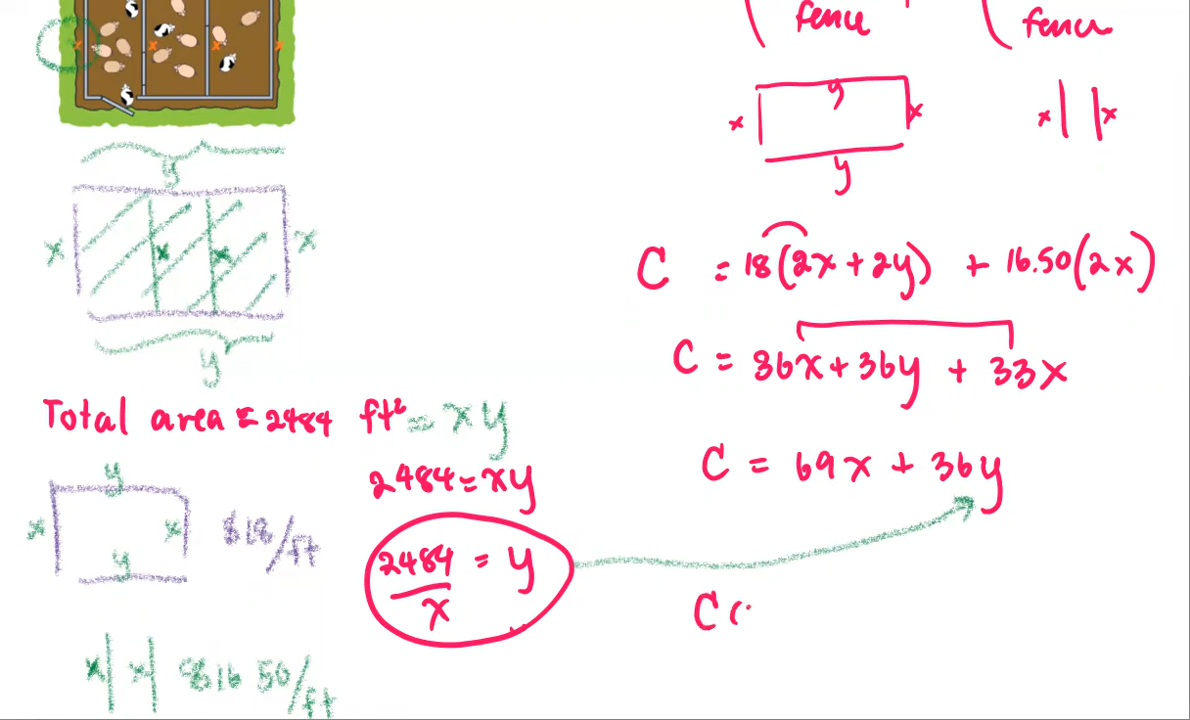 fence
fence
x
y
x
y
x
x
y
x
x
x
x
y
C = 18(2x+2y) + 16.50(2x)
C = 36x+36y + 33x
C = 69x + 36y
Total area = 2484 ft² = xy
2484 = xy
2484/x = y
C(
y
x
x
y
$18/ft
x
x
$16 50/ft